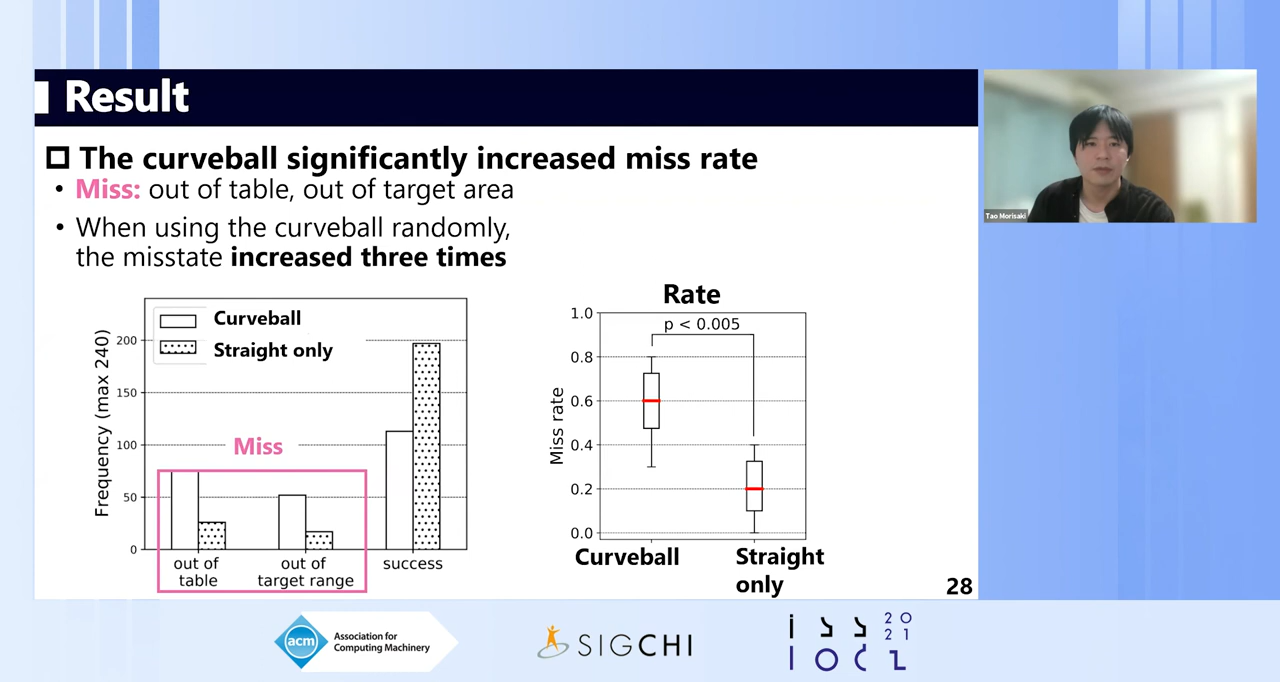 Result
The curveball significantly increased miss rate
• Miss: out of table, out of target area
• When using the curveball randomly,
the misstate increased three times
Frequency (max 240)
200
150
100
50
0
Curveball
Straight only
Miss
out of
table
out of
target range
success
Rate
p < 0.005
Miss rate
1.0
0.8
0.6
0.4
0.2
0.0
Curveball
Straight
only
28
Tao Morisaki
acm
Association for
Computing Machinery
SIGCHI
iss
2021